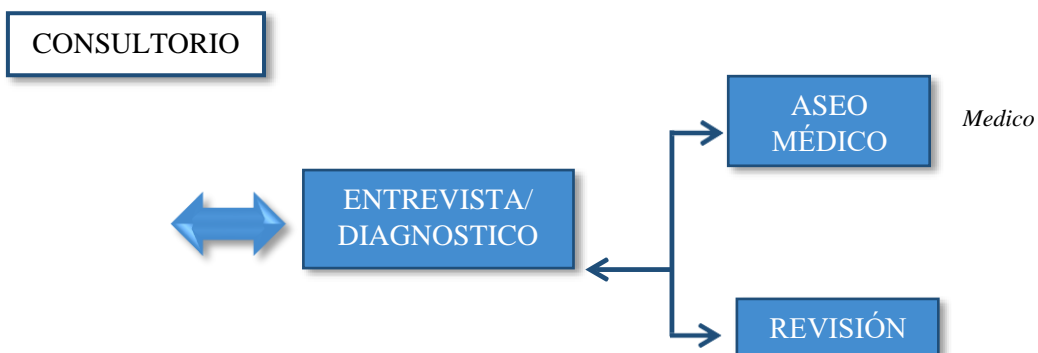 CONSULTORIO
ASEO
MÉDICO
Medico
ENTREVISTA/
DIAGNOSTICO
REVISIÓN